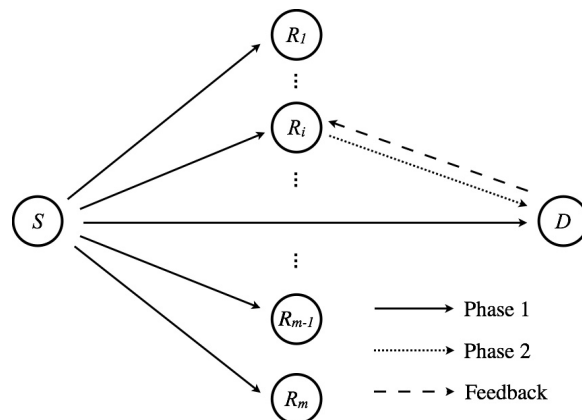 R1
...
Ri
...
S
D
...
Rm-1
Phase 1
Phase 2
Rm
Feedback